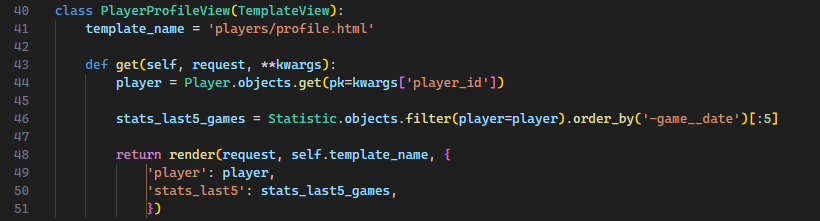 40 class PlayerProfileView(TemplateView):
41     template_name = 'players/profile.html'
42
43     def get(self, request, **kwargs):
44         player = Player.objects.get(pk=kwargs['player_id'])
45
46         stats_last5_games = Statistic.objects.filter(player=player).order_by('-game__date')[:5]
47
48         return render(request, self.template_name, {
49             'player': player,
50             'stats_last5': stats_last5_games,
51             })